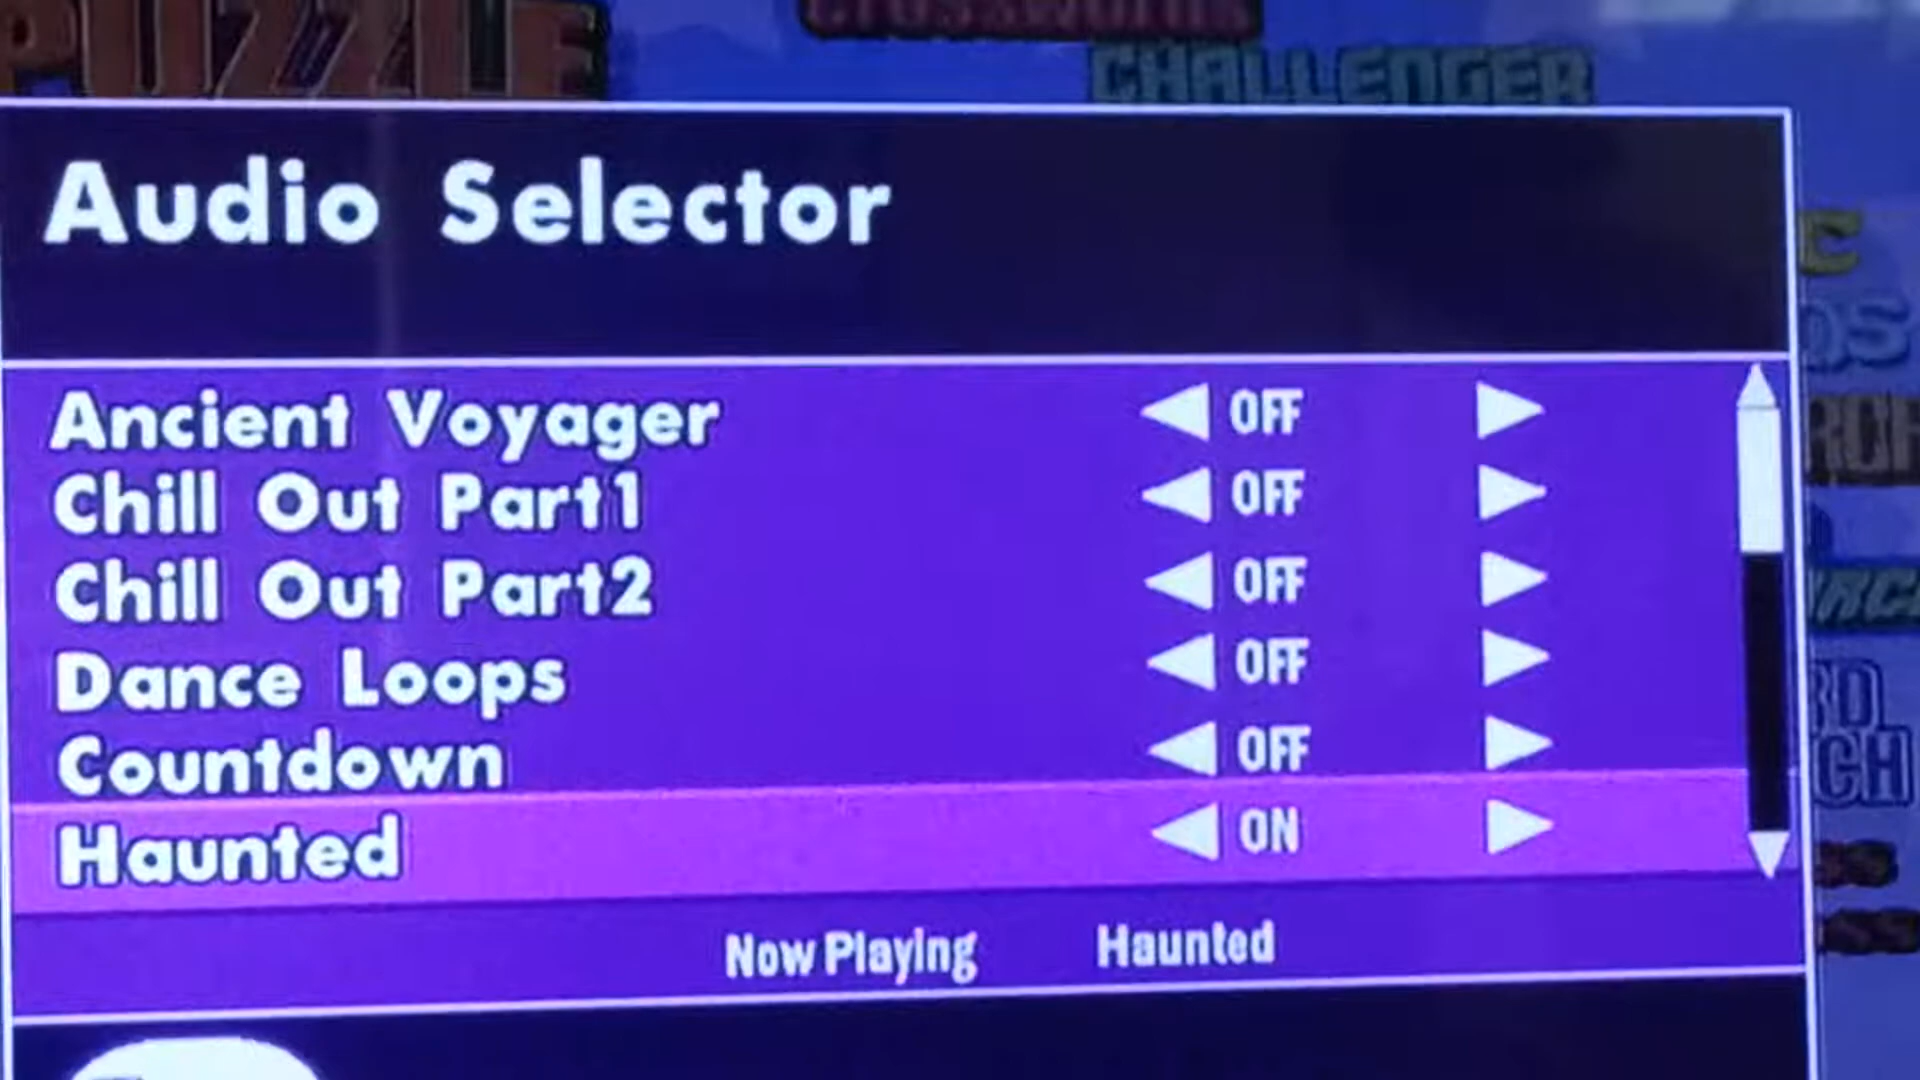 PUZZLE
Crosswords
CHALLENGER
Audio Selector
Ancient Voyager OFF
Chill Out Part1 OFF
Chill Out Part2 OFF
Dance Loops OFF
Countdown OFF
Haunted ON
Now Playing Haunted